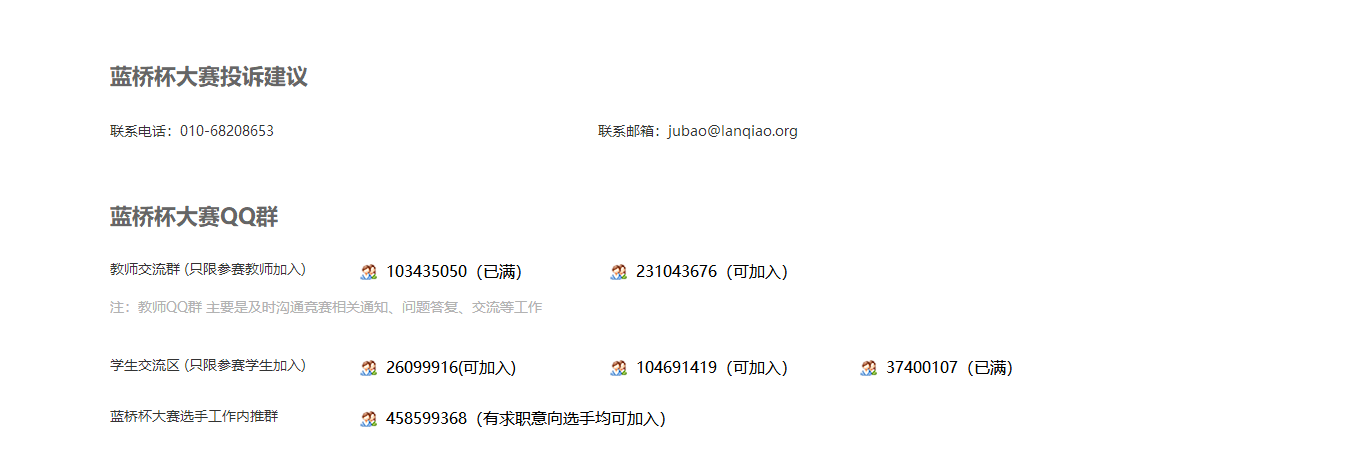 蓝桥杯大赛投诉建议
联系电话：010-68208653 联系邮箱：jubao@lanqiao.org
蓝桥杯大赛QQ群
教师交流群 (只限参赛教师加入) 103435050（已满） 231043676（可加入）
注：教师QQ群 主要是及时沟通竞赛相关通知、问题答复、交流等工作
学生交流区 (只限参赛学生加入) 26099916(可加入) 104691419（可加入） 37400107（已满）
蓝桥杯大赛选手工作内推群 458599368（有求职意向选手均可加入）